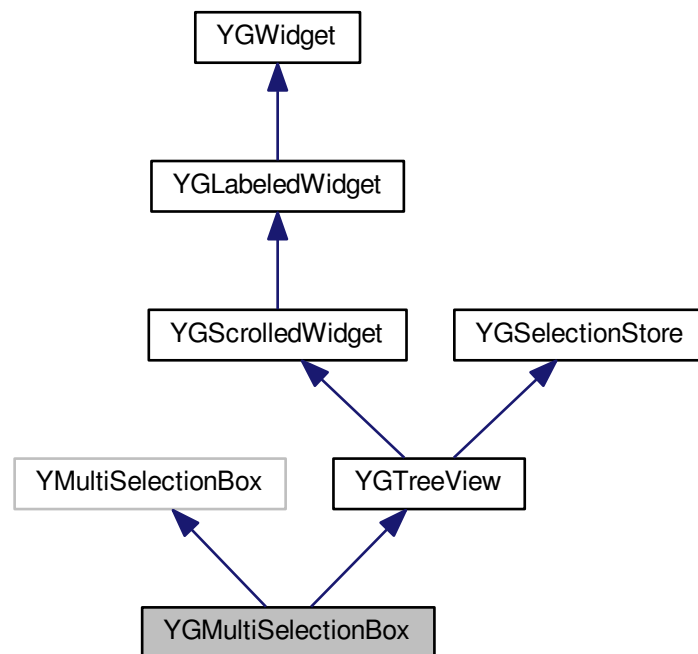 YGWidget
YGLabeledWidget
YGScrolledWidget
YGSelectionStore
YMultiSelectionBox
YGTreeView
YGMultiSelectionBox